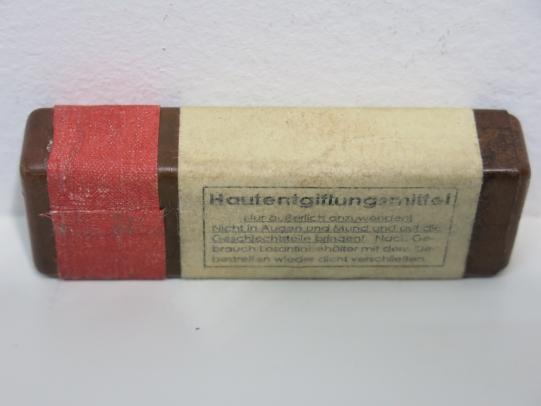 Hautentgiftungsmittel
Nur äußerlich anzuwenden!
Nicht in Augen und Mund und auf die
Geschlechtsteile bringen! Nach Ge-
brauch Losantinbehälter mit dem Kle-
bestreifen wieder dicht verschließen.